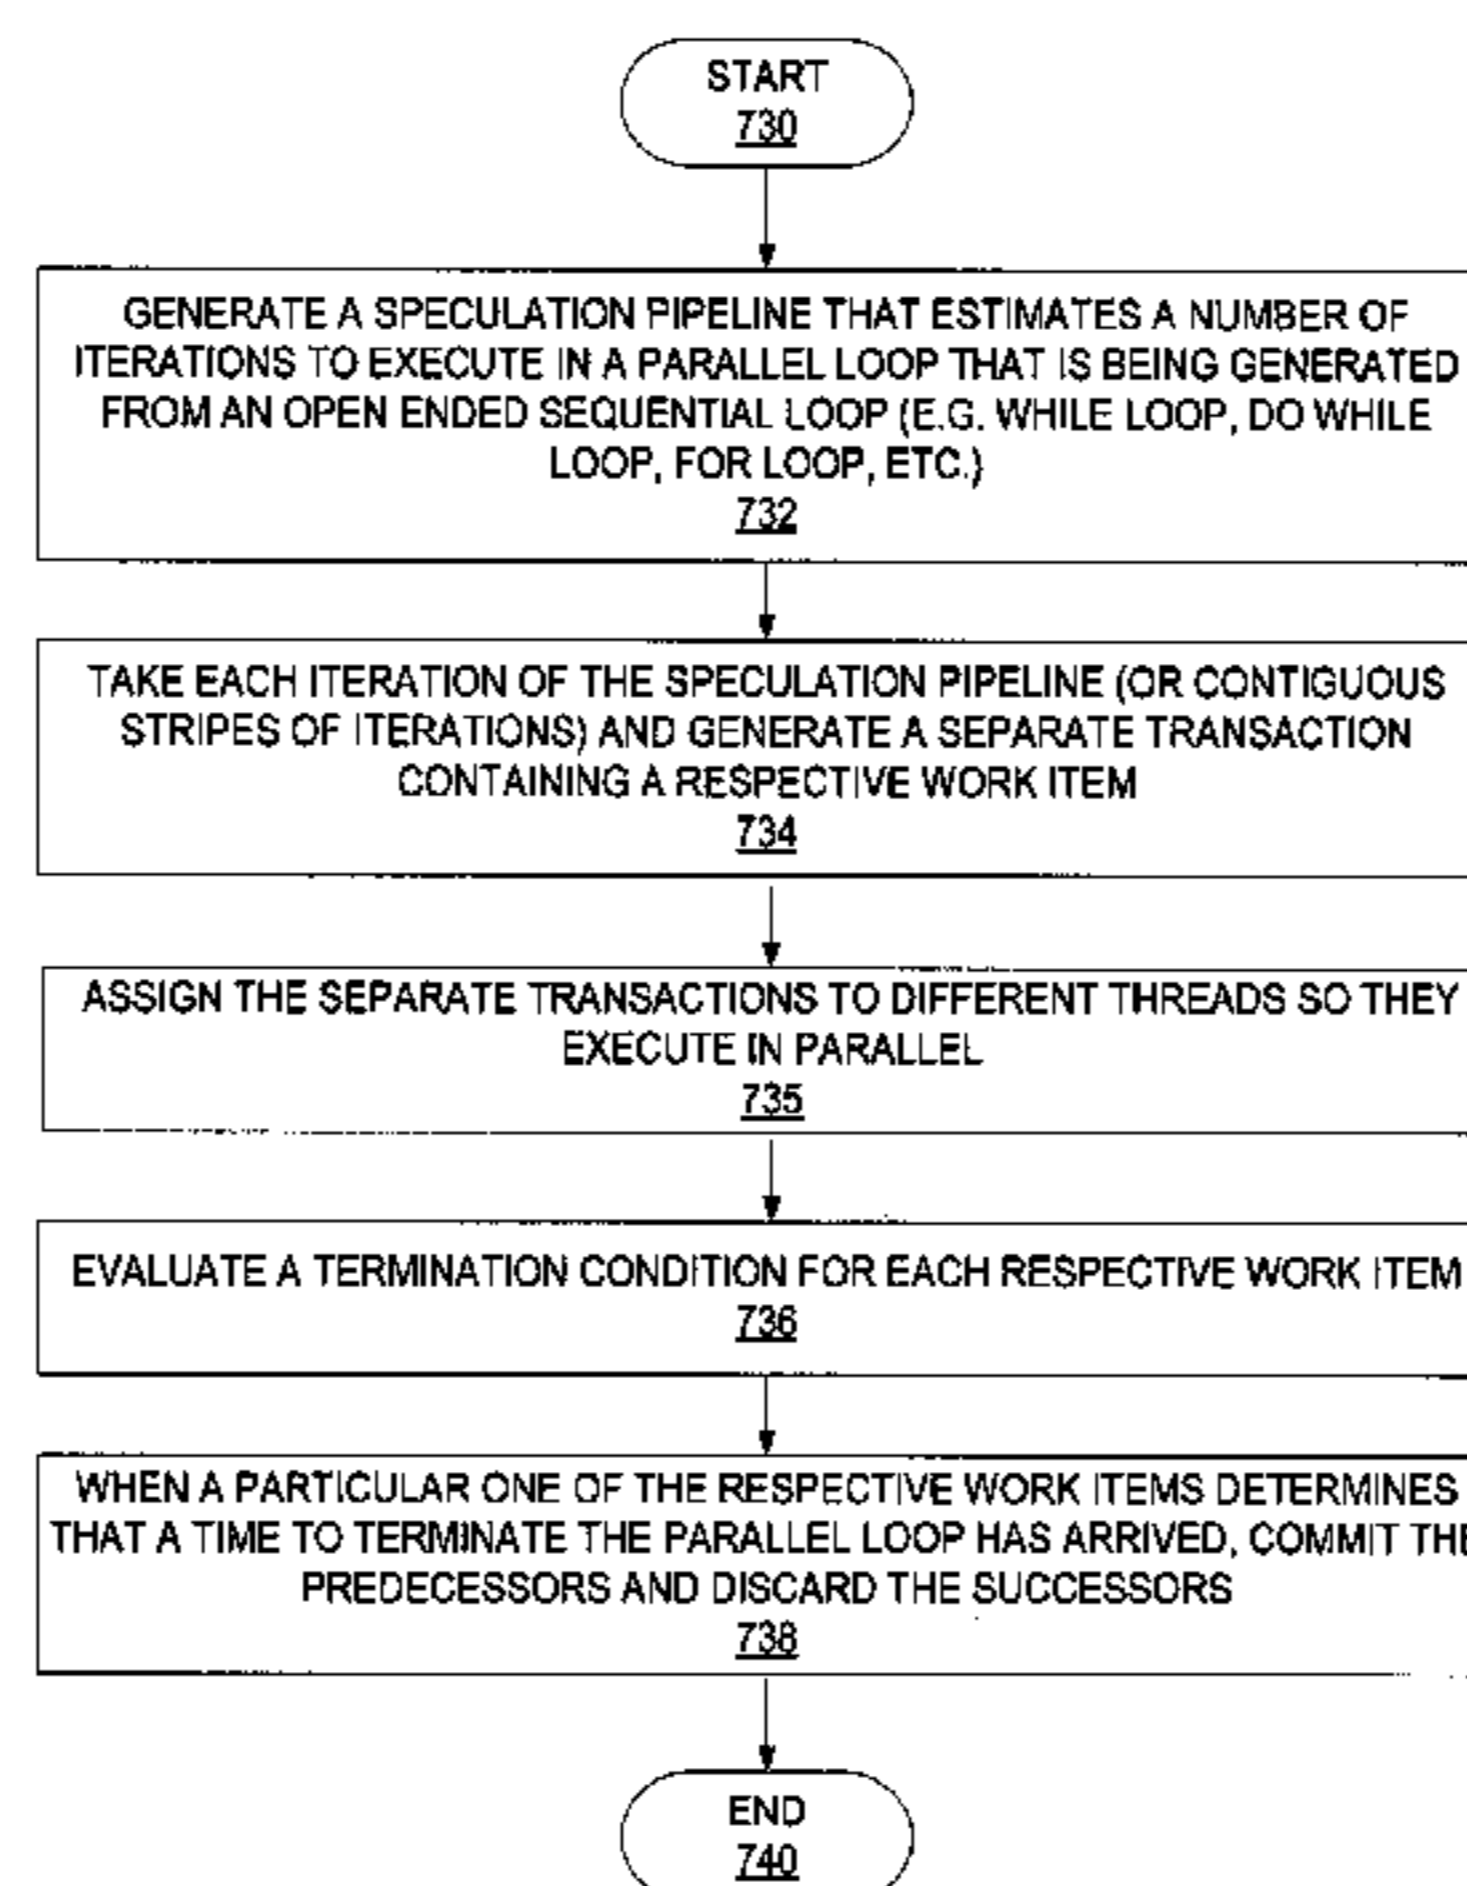 START
730
GENERATE A SPECULATION PIPELINE THAT ESTIMATES A NUMBER OF
ITERATIONS TO EXECUTE IN A PARALLEL LOOP THAT IS BEING GENERATED
FROM AN OPEN ENDED SEQUENTIAL LOOP (E.G. WHILE LOOP, DO WHILE
LOOP, FOR LOOP, ETC.)
732
TAKE EACH ITERATION OF THE SPECULATION PIPELINE (OR CONTIGUOUS
STRIPES OF ITERATIONS) AND GENERATE A SEPARATE TRANSACTION
CONTAINING A RESPECTIVE WORK ITEM
734
ASSIGN THE SEPARATE TRANSACTIONS TO DIFFERENT THREADS SO THEY
EXECUTE IN PARALLEL
735
EVALUATE A TERMINATION CONDITION FOR EACH RESPECTIVE WORK ITEM
736
WHEN A PARTICULAR ONE OF THE RESPECTIVE WORK ITEMS DETERMINES
THAT A TIME TO TERMINATE THE PARALLEL LOOP HAS ARRIVED, COMMIT THE
PREDECESSORS AND DISCARD THE SUCCESSORS
738
END
740